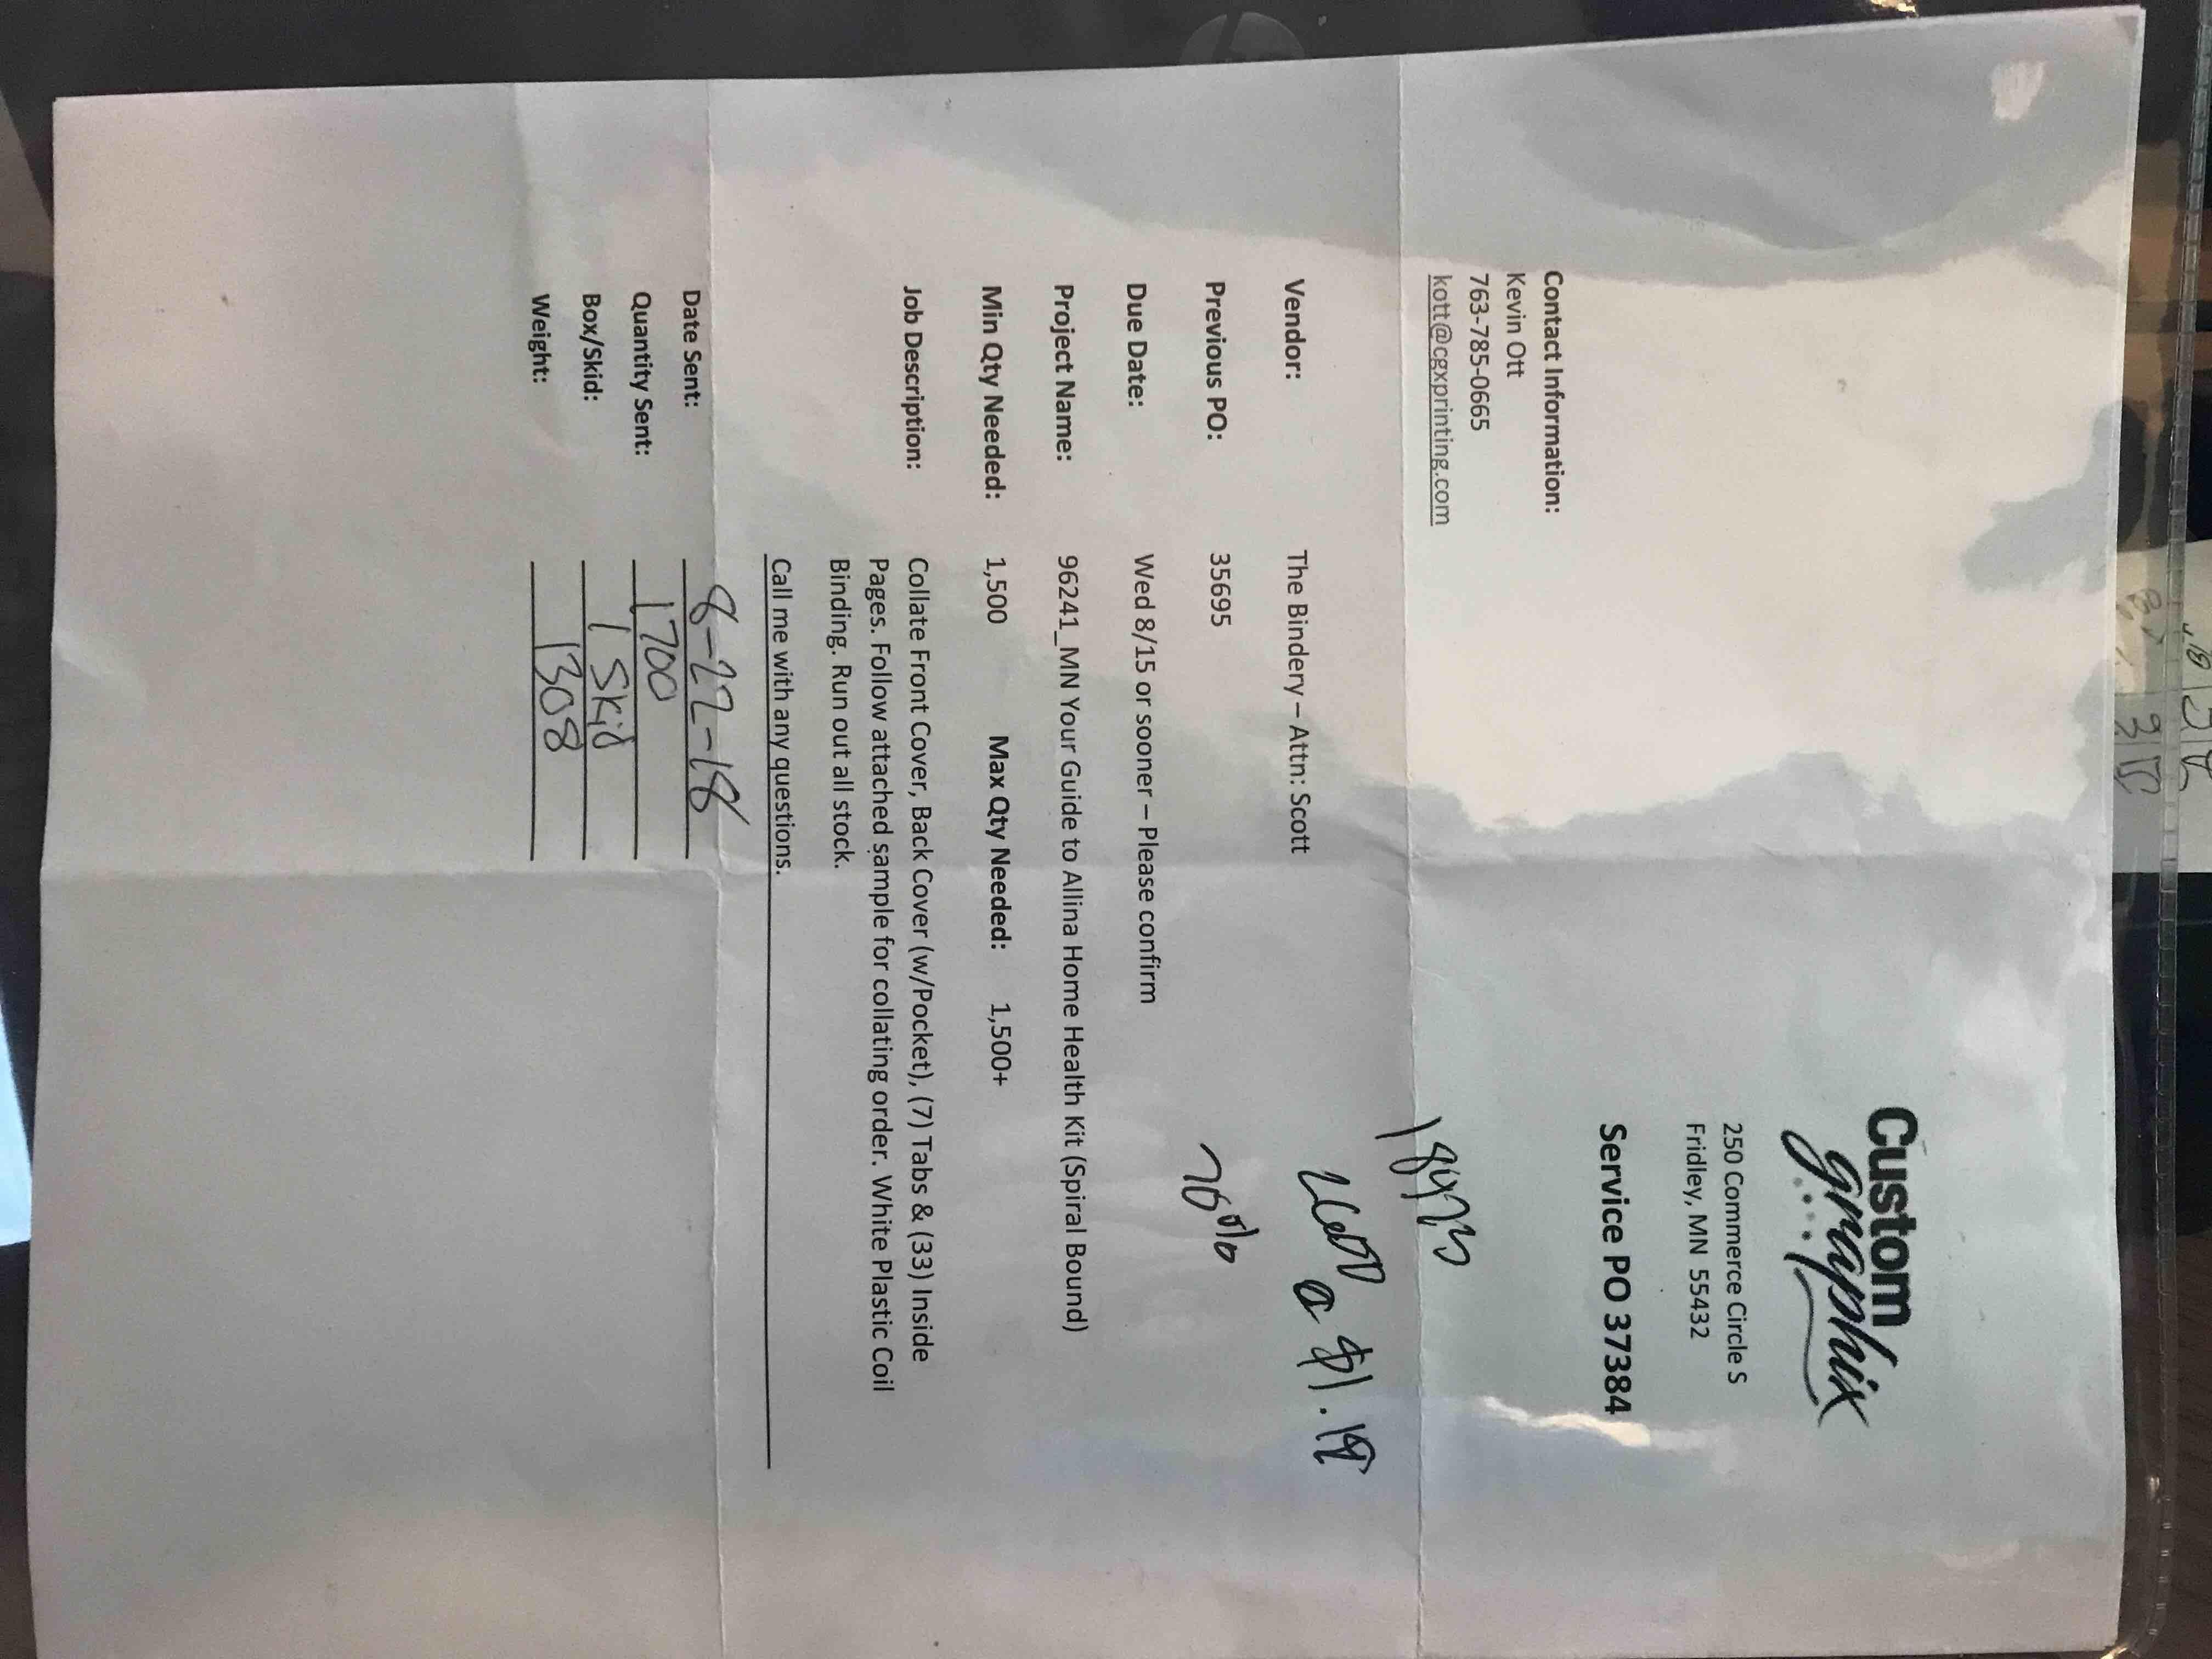 Custom
graphix
250 Commerce Circle S
Fridley, MN 55432
Service PO 37384
Contact Information:
Kevin Ott
763-785-0665
kott@cgxprinting.com
Vendor: The Bindery – Attn: Scott
@ $1.19
Previous PO: 35695
Due Date: Wed 8/15 or sooner – Please confirm
Project Name: 96241_MN Your Guide to Allina Home Health Kit (Spiral Bound)
Min Qty Needed: 1,500 Max Qty Needed: 1,500+
Job Description: Collate Front Cover, Back Cover (w/Pocket), (7) Tabs & (33) Inside
Pages. Follow attached sample for collating order. White Plastic Coil
Binding. Run out all stock.
Call me with any questions.
Date Sent: 8-22-18
Quantity Sent: 1700
Box/Skid: 1 Skid
Weight: 1308